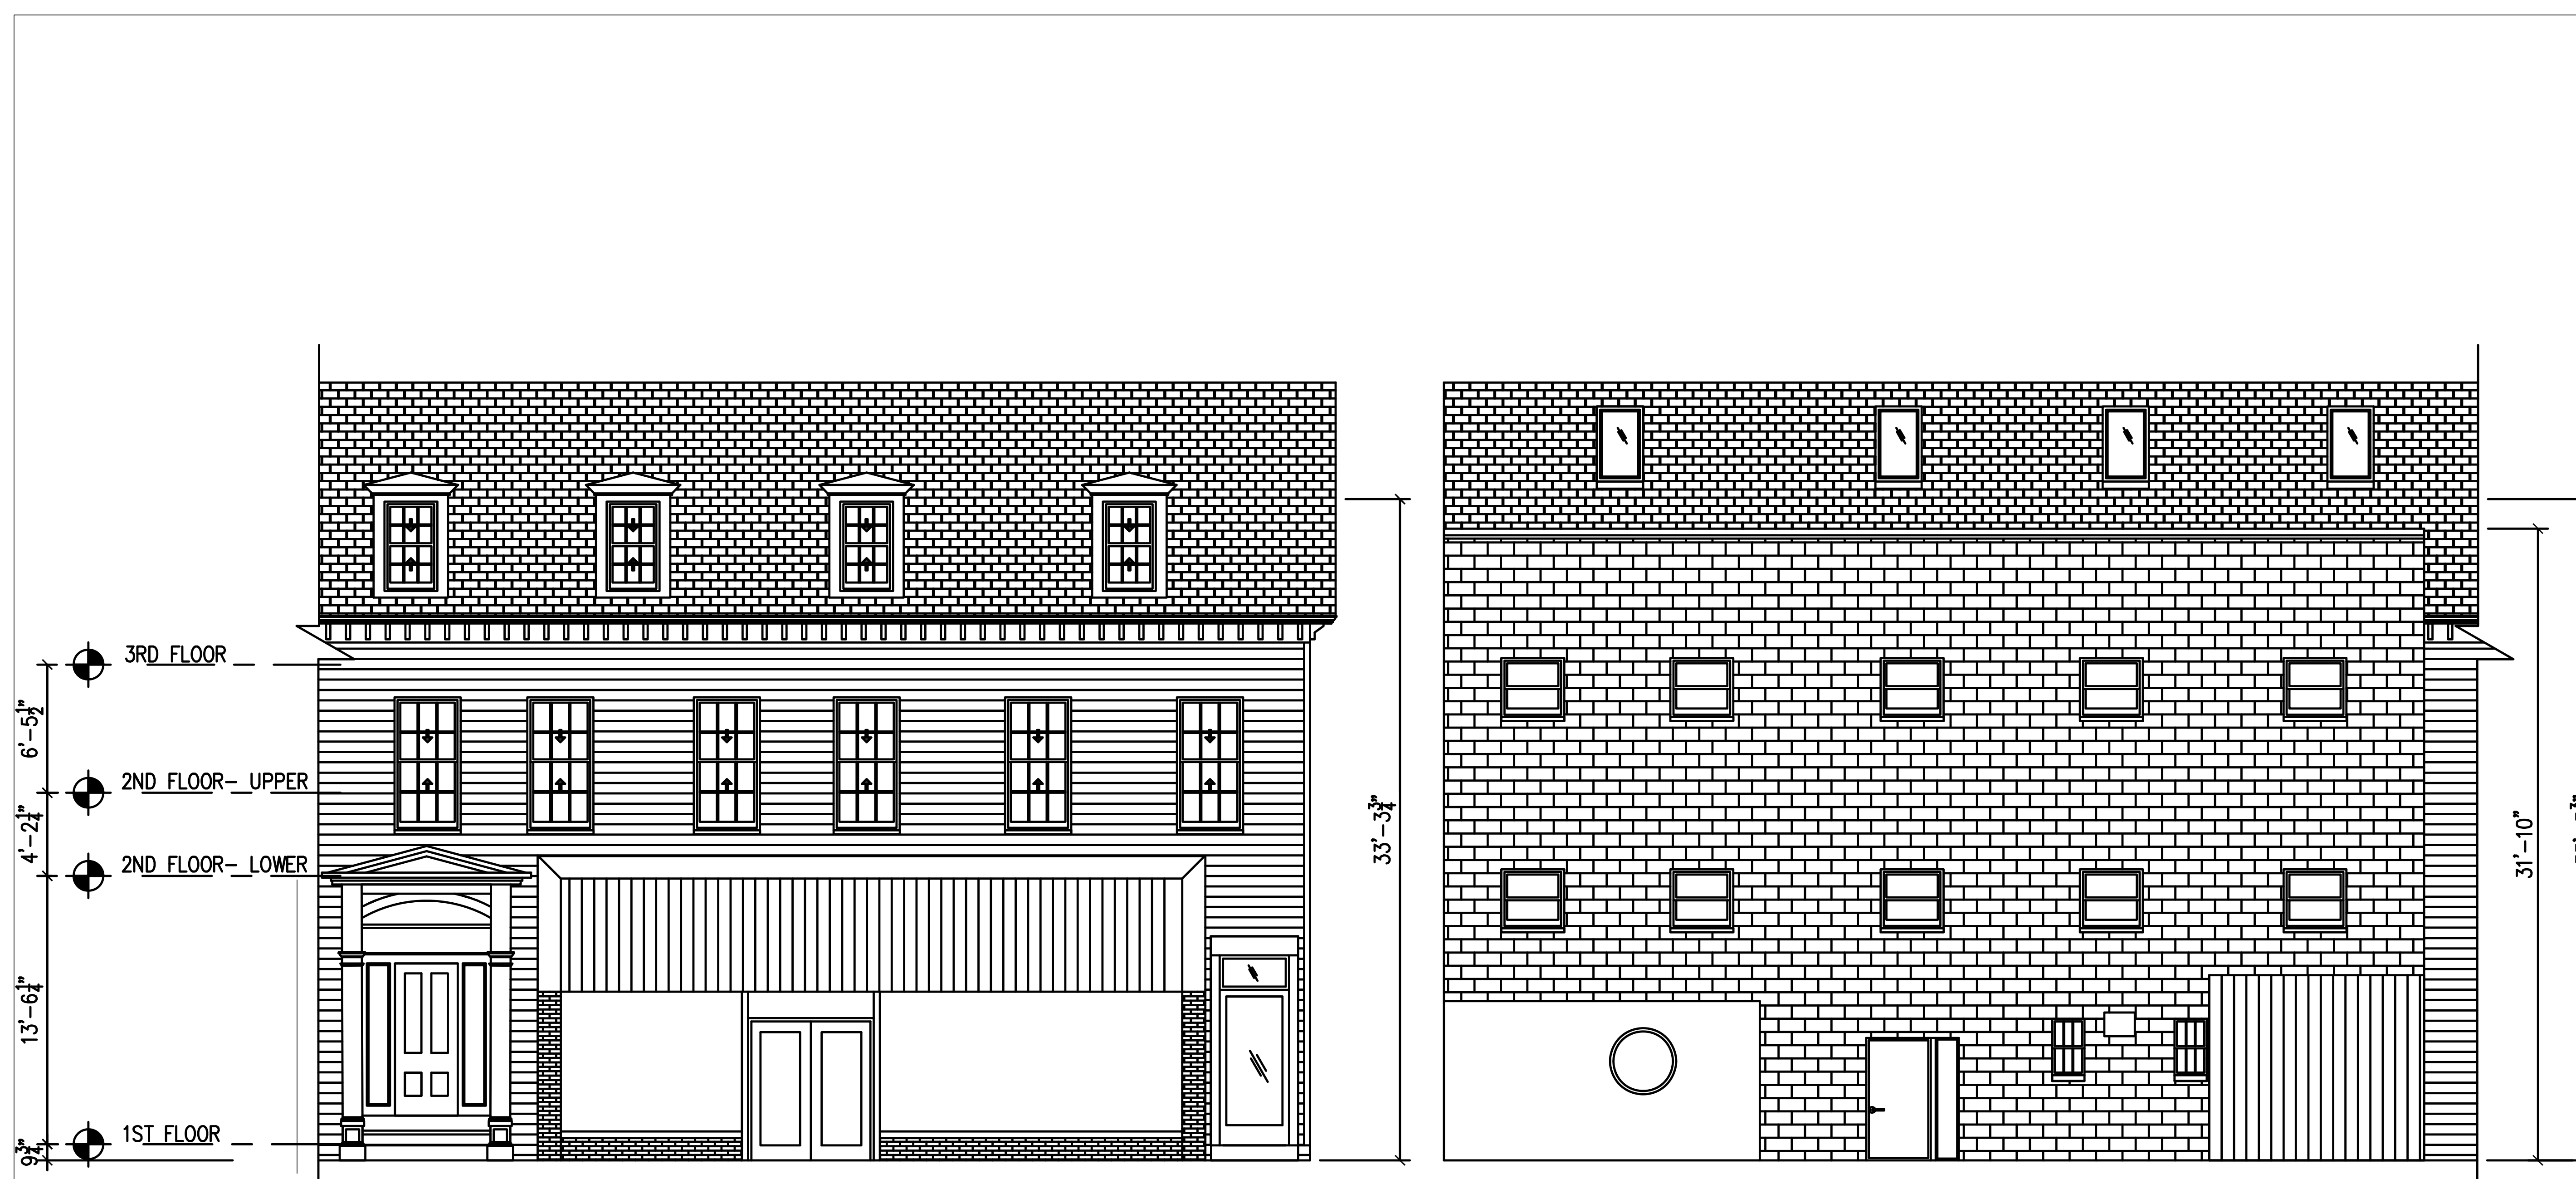 3RD FLOOR
6'-5½"
2ND FLOOR- UPPER
4'-2¼"
2ND FLOOR- LOWER
13'-6¼"
1ST FLOOR
9¾"
33'-3¾"
31'-10"